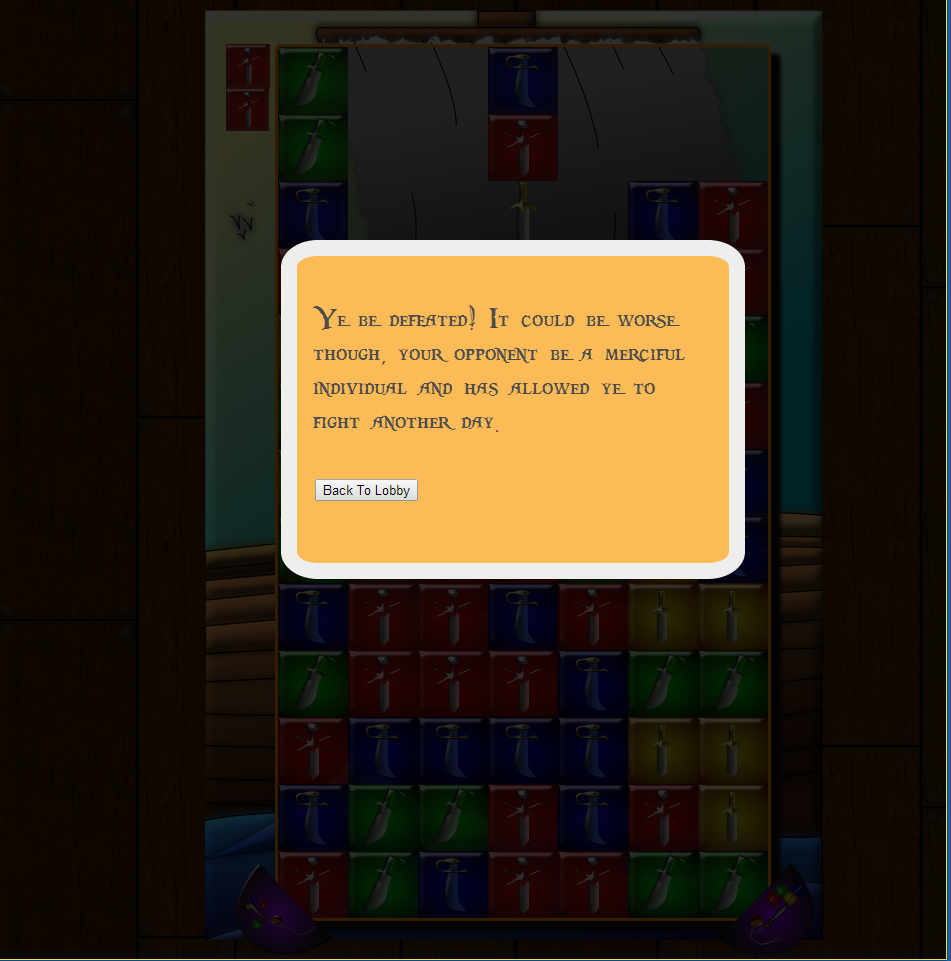 Ye be defeated! It could be worse
though, your opponent be a merciful
individual and has allowed ye to
fight another day.
Back To Lobby